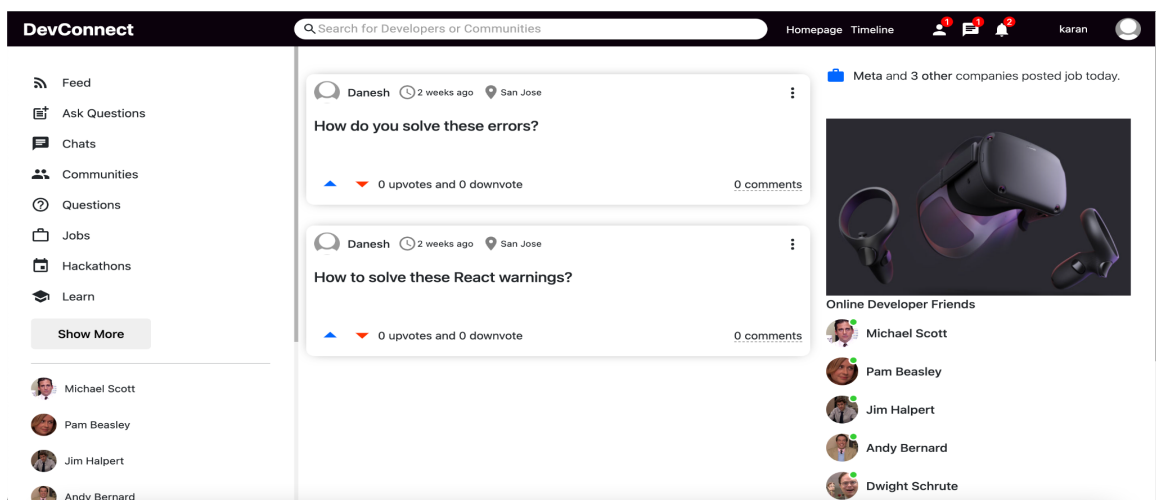 DevConnect
Search for Developers or Communities
Homepage Timeline
1
1
2
karan
Feed
Ask Questions
Chats
Communities
Questions
Jobs
Hackathons
Learn
Show More
Michael Scott
Pam Beasley
Jim Halpert
Andy Bernard
Danesh 2 weeks ago San Jose
How do you solve these errors?
0 upvotes and 0 downvote 0 comments
Danesh 2 weeks ago San Jose
How to solve these React warnings?
0 upvotes and 0 downvote 0 comments
Meta and 3 other companies posted job today.
Online Developer Friends
Michael Scott
Pam Beasley
Jim Halpert
Andy Bernard
Dwight Schrute